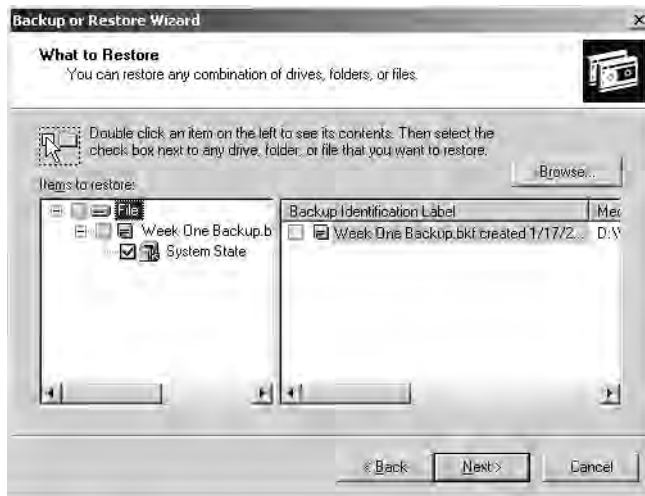 Backup or Restore Wizard
What to Restore
You can restore any combination of drives, folders, or files.
Double click an item on the left to see its contents. Then select the
check box next to any drive, folder, or file that you want to restore.
Browse...
Items to restore:
File
Week One Backup.b
System State
Backup Identification Label
Med
Week One Backup.bkf created 1/17/2...
D:\
< Back
Next >
Cancel